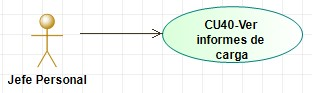 CU40-Ver
informes de
carga
Jefe Personal